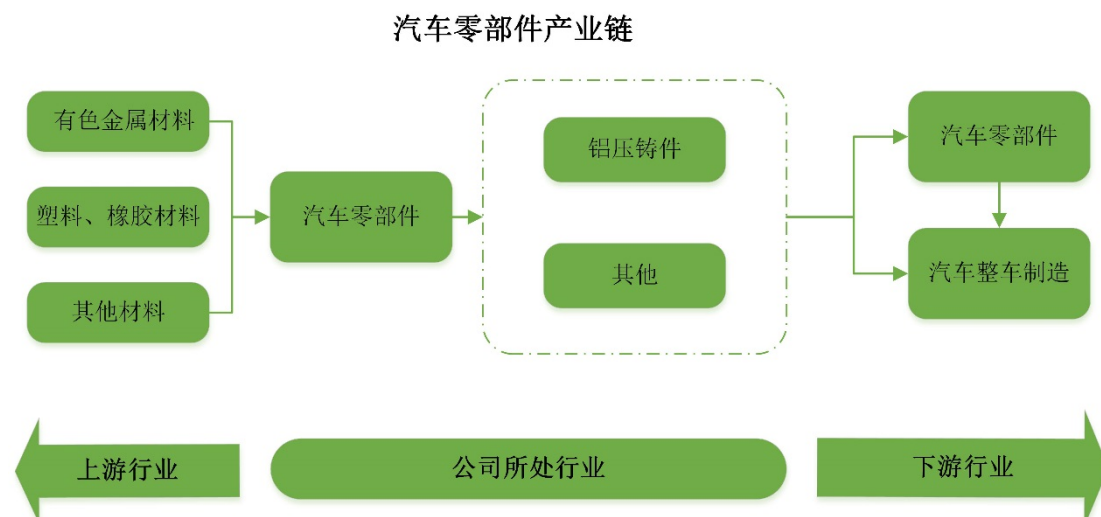 汽车零部件产业链
有色金属材料
塑料、橡胶材料
其他材料
汽车零部件
铝压铸件
其他
汽车零部件
汽车整车制造
上游行业
公司所处行业
下游行业